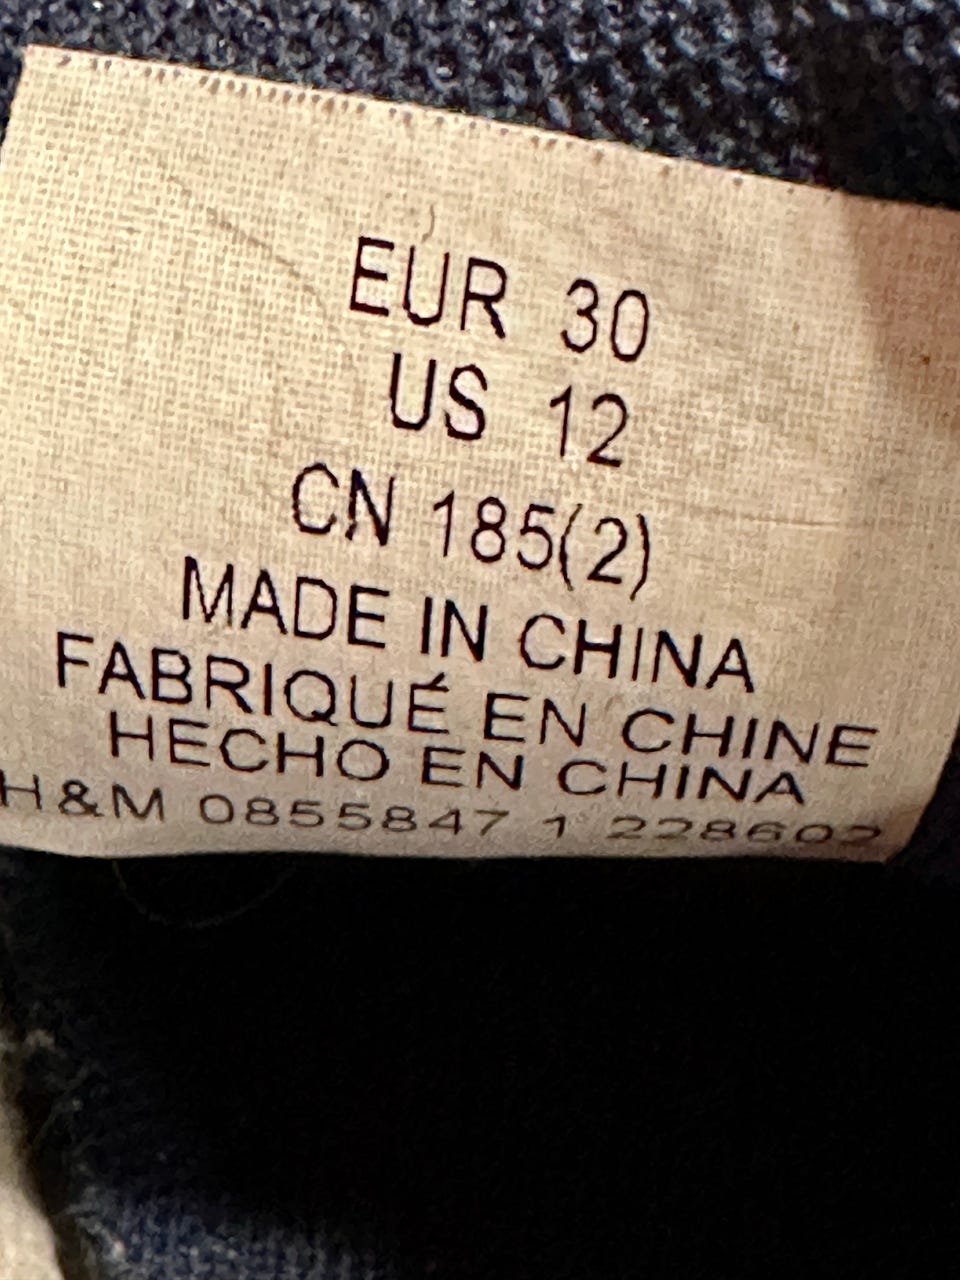 EUR 30
US 12
CN 185(2)
MADE IN CHINA
FABRIQUÉ EN CHINE
HECHO EN CHINA
H&M 0855847 1 228602